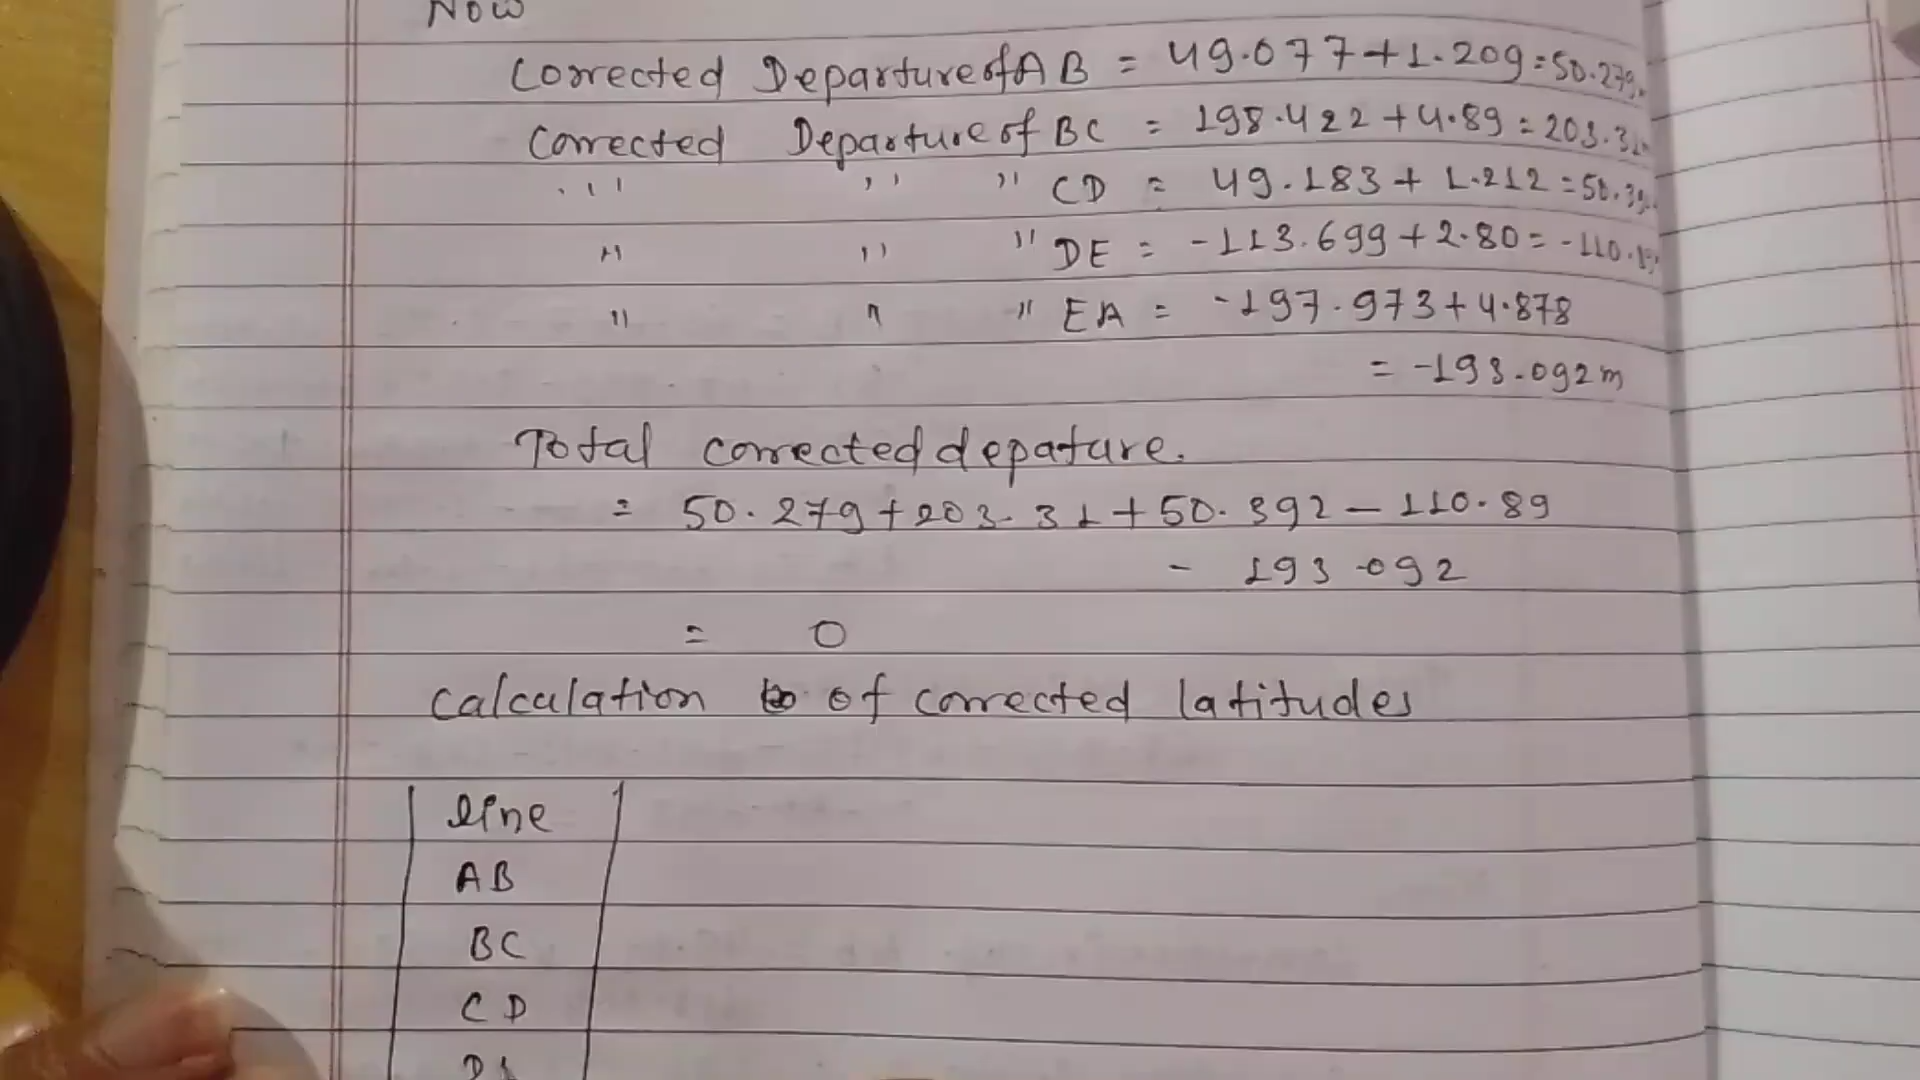 Now
Corrected Departure of AB = 49.077+1.209=50.279
Corrected Departure of BC = 198.422+4.89=203.31
" " " CD = 49.183+1.212=50.39
" " " DE = -113.699+2.80=-110.
" " " EA = -197.973+4.878
= -193.092m
Total corrected depature.
= 50.279+203.31+50.392-110.89
- 193.092
= 0
calculation of corrected latitudes
line
AB
BC
CD